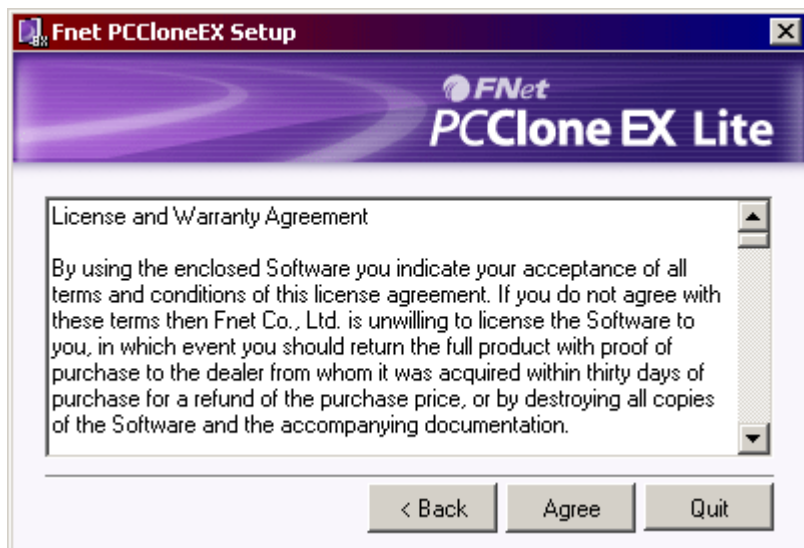 Fnet PCCloneEX Setup
FNet
PCClone EX Lite
License and Warranty Agreement
By using the enclosed Software you indicate your acceptance of all
terms and conditions of this license agreement. If you do not agree with
these terms then Fnet Co., Ltd. is unwilling to license the Software to
you, in which event you should return the full product with proof of
purchase to the dealer from whom it was acquired within thirty days of
purchase for a refund of the purchase price, or by destroying all copies
of the Software and the accompanying documentation.
< Back Agree Quit